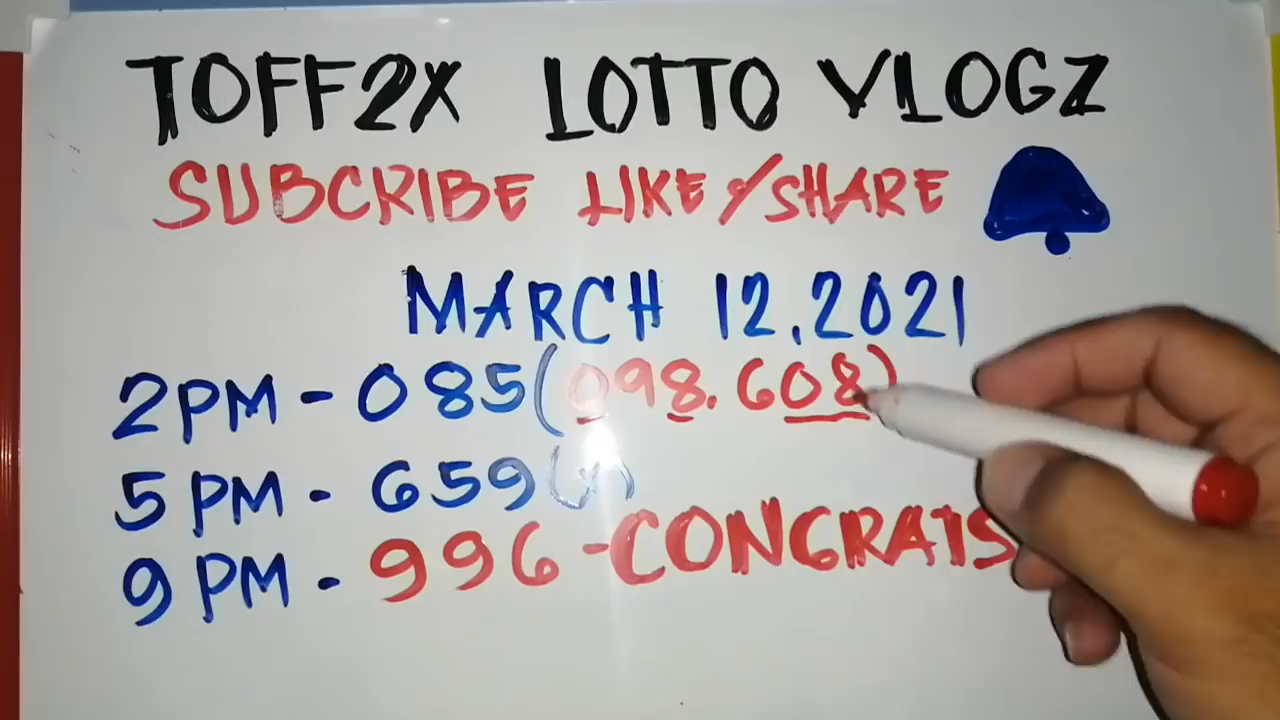 TOFF2X LOTTO VLOGZ
SUBCRIBE LIKE/SHARE
MARCH 12,2021
2PM - 085(098.608)
5PM - 659(x)
9PM - 996 - CONGRATS